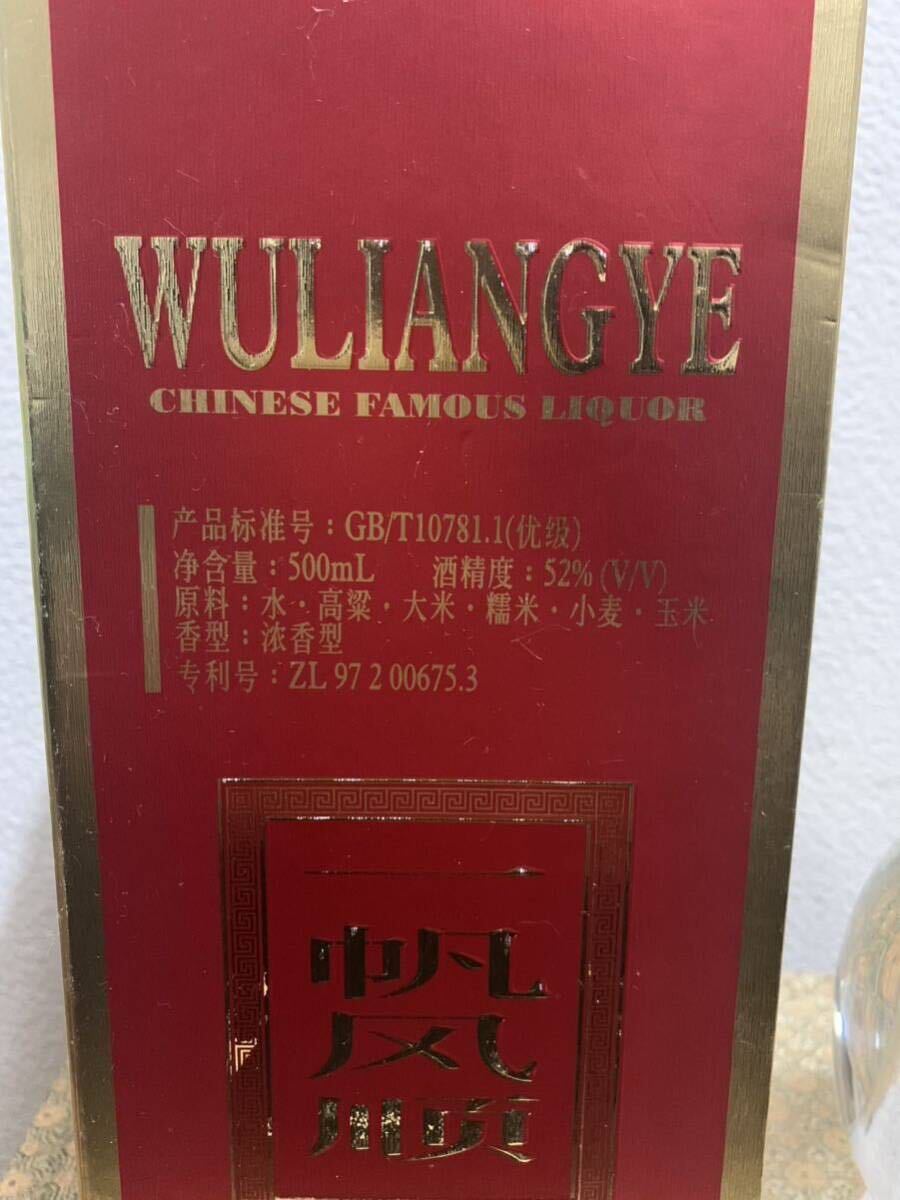 WULIANGYE
CHINESE FAMOUS LIQUOR
产品标准号：GB/T10781.1(优级)
净含量：500mL 酒精度：52% (V/V)
原料：水·高粱·大米·糯米·小麦·玉米
香型：浓香型
专利号：ZL 97 2 00675.3
一
帆
风
顺